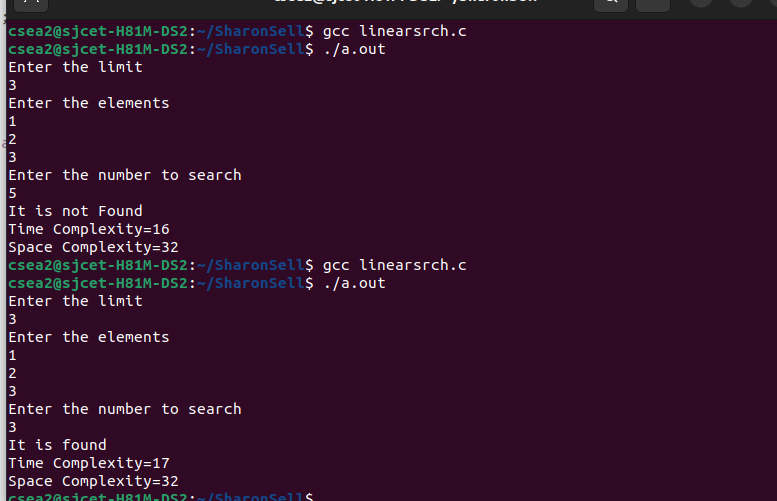 csea2@sjcet-H81M-DS2:~/SharonSell$ gcc linearsrch.c
csea2@sjcet-H81M-DS2:~/SharonSell$ ./a.out
Enter the limit
3
Enter the elements
1
2
3
Enter the number to search
5
It is not Found
Time Complexity=16
Space Complexity=32
csea2@sjcet-H81M-DS2:~/SharonSell$ gcc linearsrch.c
csea2@sjcet-H81M-DS2:~/SharonSell$ ./a.out
Enter the limit
3
Enter the elements
1
2
3
Enter the number to search
3
It is found
Time Complexity=17
Space Complexity=32
csea2@sjcet-H81M-DS2:~/SharonSell$